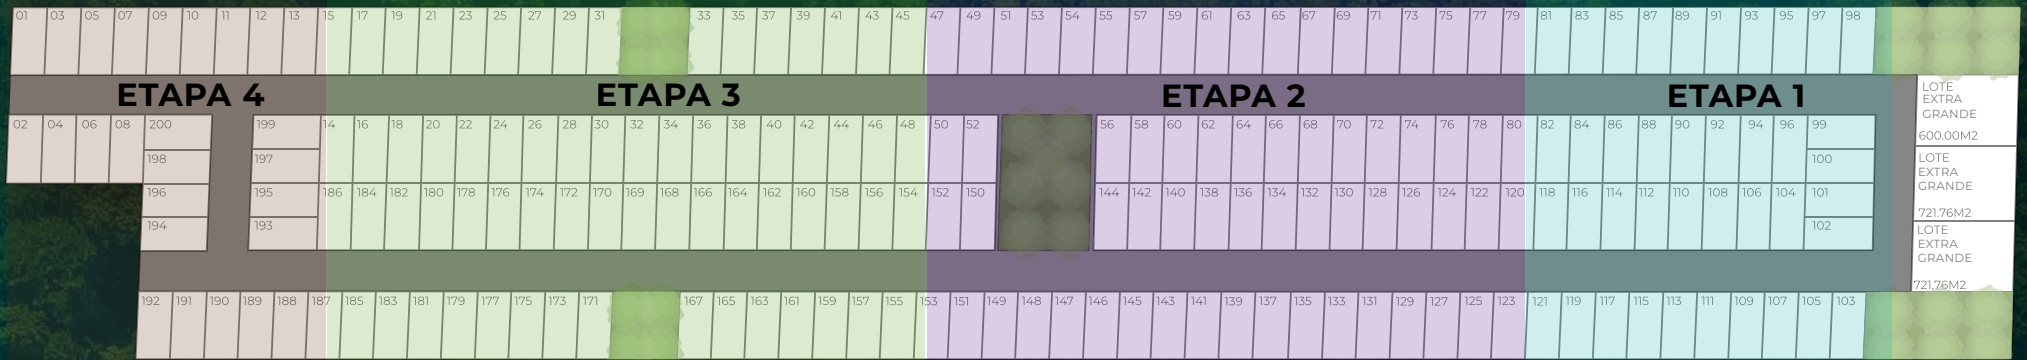 01 03 05 07 09 10 11 12 13 15 17 19 21 23 25 27 29 31 33 35 37 39 41 43 45 47 49 51 53 54 55 57 59 61 63 65 67 69 71 73 75 77 79 81 83 85 87 89 91 93 95 97 98
ETAPA 4 ETAPA 3 ETAPA 2 ETAPA 1
02 04 06 08 200 199 14 16 18 20 22 24 26 28 30 32 34 36 38 40 42 44 46 48 50 52 56 58 60 62 64 66 68 70 72 74 76 78 80 82 84 86 88 90 92 94 96 99
198 197 100
196 195 186 184 182 180 178 176 174 172 170 169 168 166 164 162 160 158 156 154 152 150 144 142 140 138 136 134 132 130 128 126 124 122 120 118 116 114 112 110 108 106 104 101
194 193 102
192 191 190 189 188 187 185 183 181 179 177 175 173 171 167 165 163 161 159 157 155 153 151 149 148 147 146 145 143 141 139 137 135 133 131 129 127 125 123 121 119 117 115 113 111 109 107 105 103
LOTE
EXTRA
GRANDE
600.00M2
LOTE
EXTRA
GRANDE
721.76M2
LOTE
EXTRA
GRANDE
721.76M2